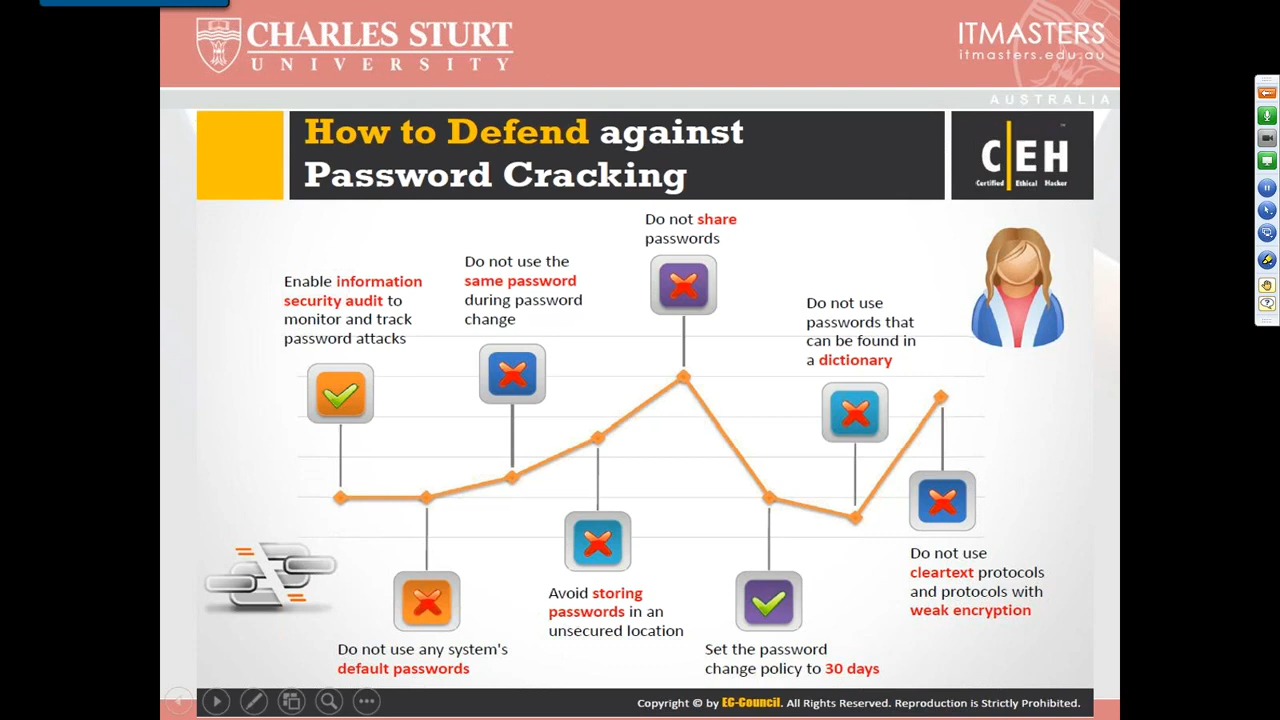 CHARLES STURT
UNIVERSITY
ITMASTERS
itmasters.edu.au
AUSTRALIA
How to Defend against
Password Cracking
CEH
Certified Ethical Hacker
Enable information
security audit to
monitor and track
password attacks
Do not use any system's
default passwords
Do not use the
same password
during password
change
Avoid storing
passwords in an
unsecured location
Do not share
passwords
Set the password
change policy to 30 days
Do not use
passwords that
can be found in
a dictionary
Do not use
cleartext protocols
and protocols with
weak encryption
Copyright © by EC-Council. All Rights Reserved. Reproduction is Strictly Prohibited.